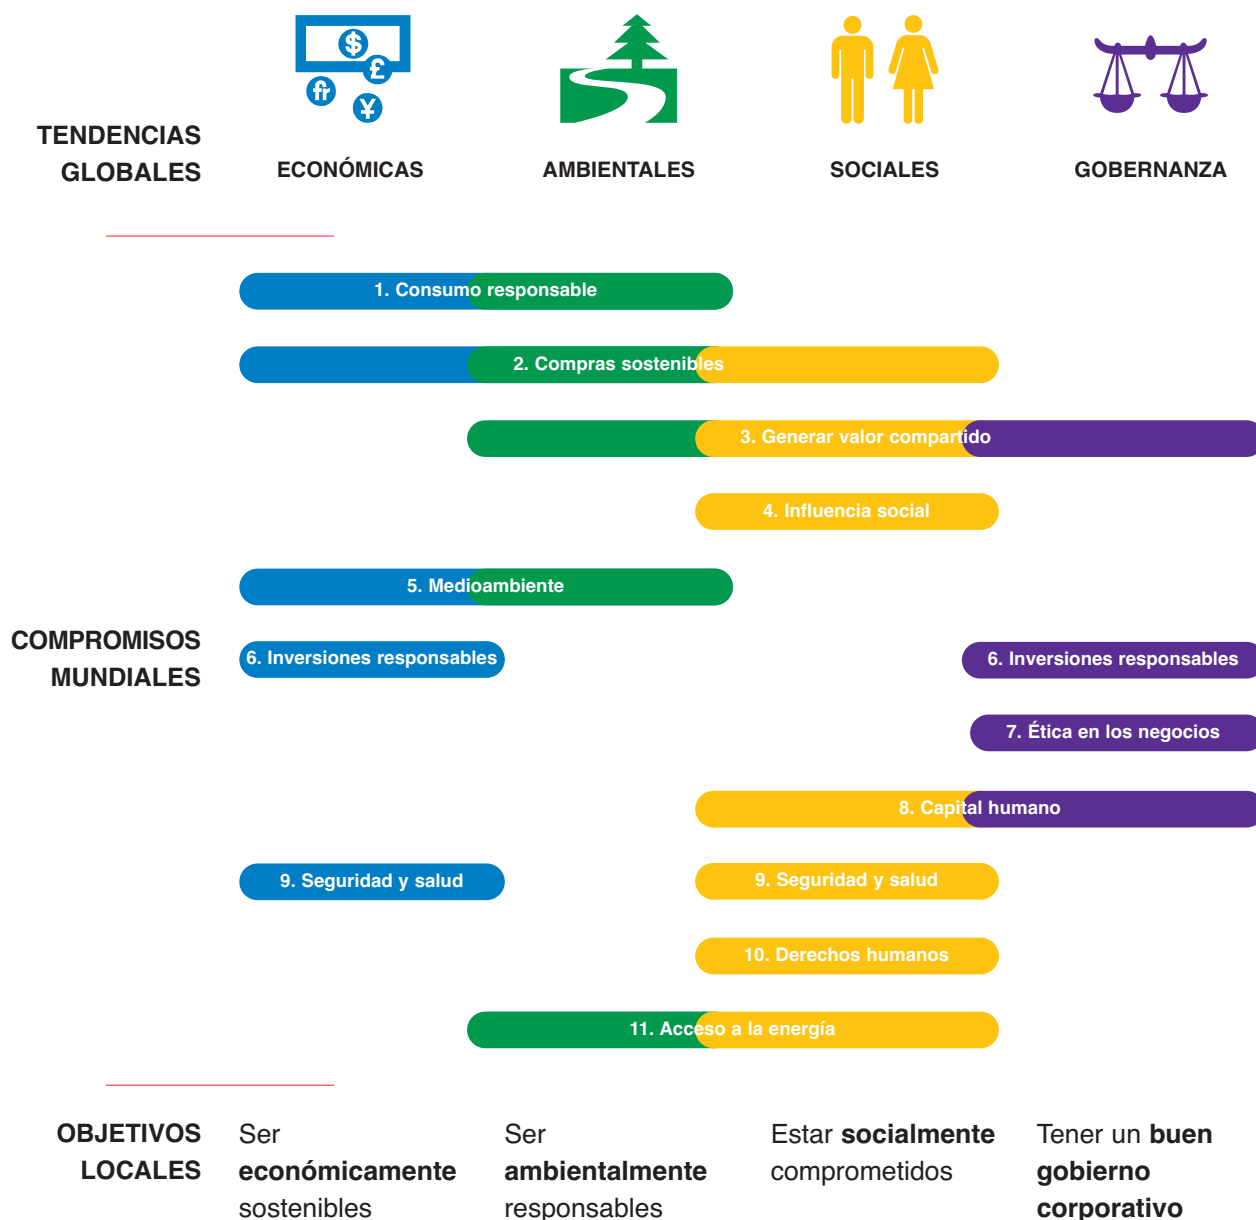 $
£
fr
¥
TENDENCIAS
GLOBALES
ECONÓMICAS
AMBIENTALES
SOCIALES
GOBERNANZA
1. Consumo responsable
2. Compras sostenibles
3. Generar valor compartido
4. Influencia social
5. Medioambiente
COMPROMISOS
MUNDIALES
6. Inversiones responsables
6. Inversiones responsables
7. Ética en los negocios
8. Capital humano
9. Seguridad y salud
9. Seguridad y salud
10. Derechos humanos
11. Acceso a la energía
OBJETIVOS
LOCALES
Ser
económicamente
sostenibles
Ser
ambientalmente
responsables
Estar socialmente
comprometidos
Tener un buen
gobierno
corporativo